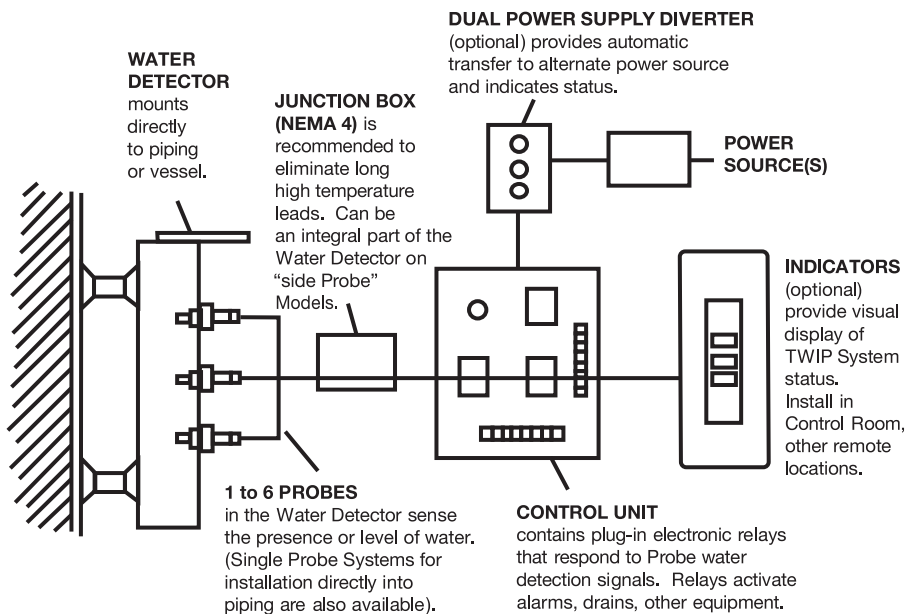 DUAL POWER SUPPLY DIVERTER
(optional) provides automatic
transfer to alternate power source
and indicates status.
WATER
DETECTOR
mounts
directly
to piping
or vessel.
JUNCTION BOX
(NEMA 4) is
recommended to
eliminate long
high temperature
leads. Can be
an integral part of the
Water Detector on
“side Probe”
Models.
POWER
SOURCE(S)
INDICATORS
(optional)
provide visual
display of
TWIP System
status.
Install in
Control Room,
other remote
locations.
1 to 6 PROBES
in the Water Detector sense
the presence or level of water.
(Single Probe Systems for
installation directly into
piping are also available).
CONTROL UNIT
contains plug-in electronic relays
that respond to Probe water
detection signals. Relays activate
alarms, drains, other equipment.